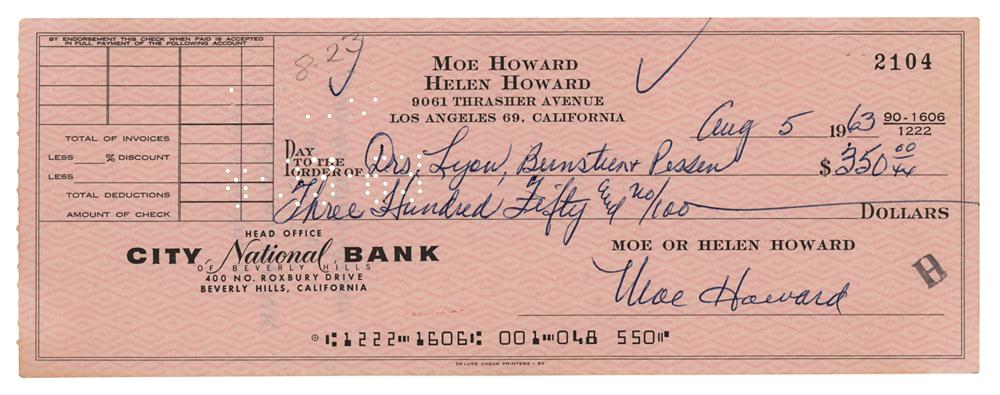 BY ENDORSEMENT THIS CHECK WHEN PAID IS ACCEPTED
IN FULL PAYMENT OF THE FOLLOWING ACCOUNT
TOTAL OF INVOICES
LESS % DISCOUNT
LESS
TOTAL DEDUCTIONS
AMOUNT OF CHECK
8-23
MOE HOWARD
HELEN HOWARD
9061 THRASHER AVENUE
LOS ANGELES 69, CALIFORNIA
2104
Aug 5 1963
90-1606
1222
PAY TO THE ORDER OF Drs, Lyon, Bernstien & Pessen $350 00/xx
Three Hundred Fifty & no/100 DOLLARS
HEAD OFFICE
CITY National BANK
OF BEVERLY HILLS
400 NO. ROXBURY DRIVE
BEVERLY HILLS, CALIFORNIA
MOE OR HELEN HOWARD
Moe Howard
H
⑆1222⑉1606⑆ 001⑉048 550⑈
DELUXE CHECK PRINTERS - SV